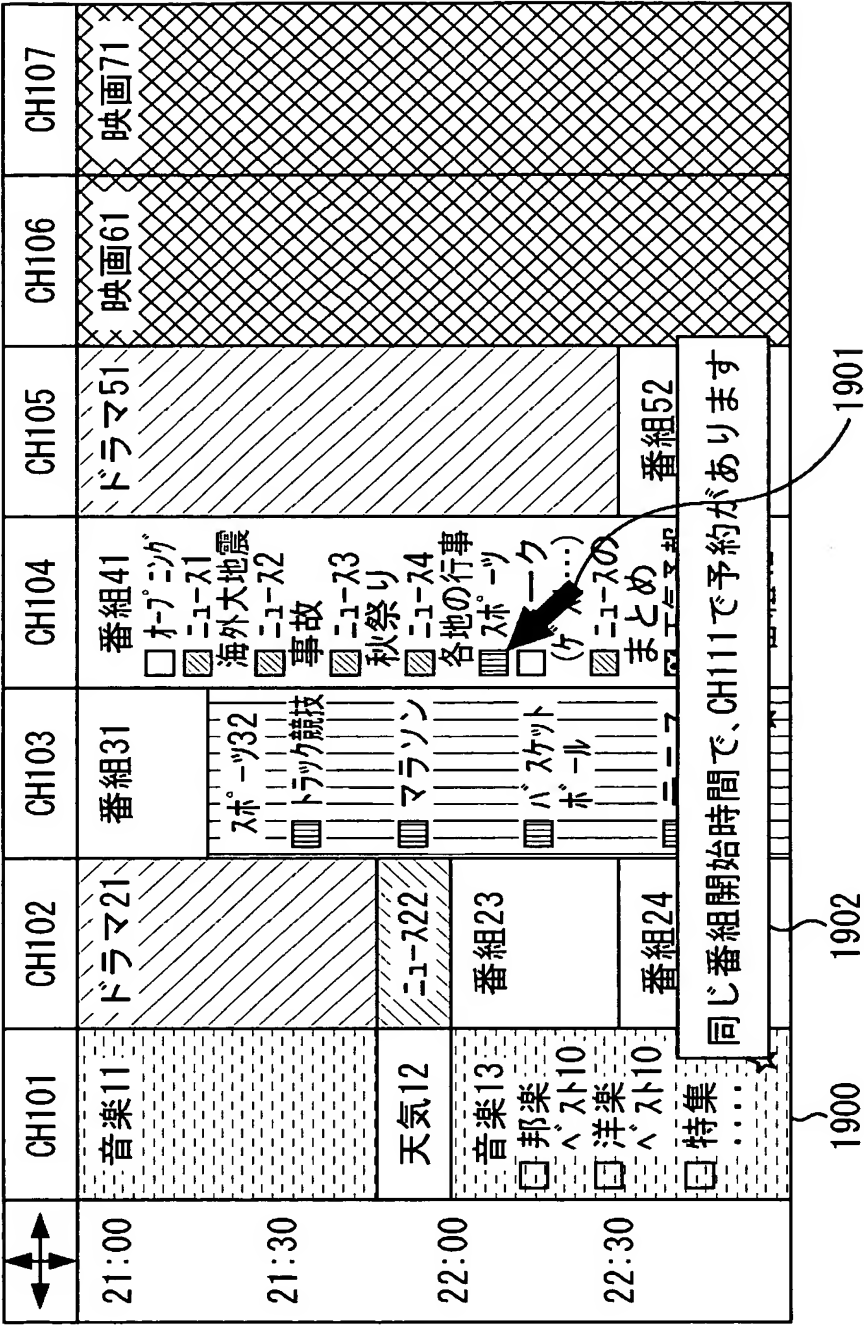 CH101
CH102
CH103
CH104
CH105
CH106
CH107
21:00
21:30
22:00
22:30
音楽11
天気12
音楽13
邦楽
ベスト10
洋楽
ベスト10
特集
.....
ドラマ21
ニュース22
番組23
番組24
番組31
スポーツ32
トラック競技
マラソン
バスケット
ボール
番組41
オープニング
ニュース1
海外大地震
ニュース2
事故
ニュース3
秋祭り
ニュース4
各地の行事
スポーツ
ニュースの
まとめ
ドラマ51
番組52
映画61
映画71
同じ番組開始時間で、CH111で予約があります
1900
1902
1901